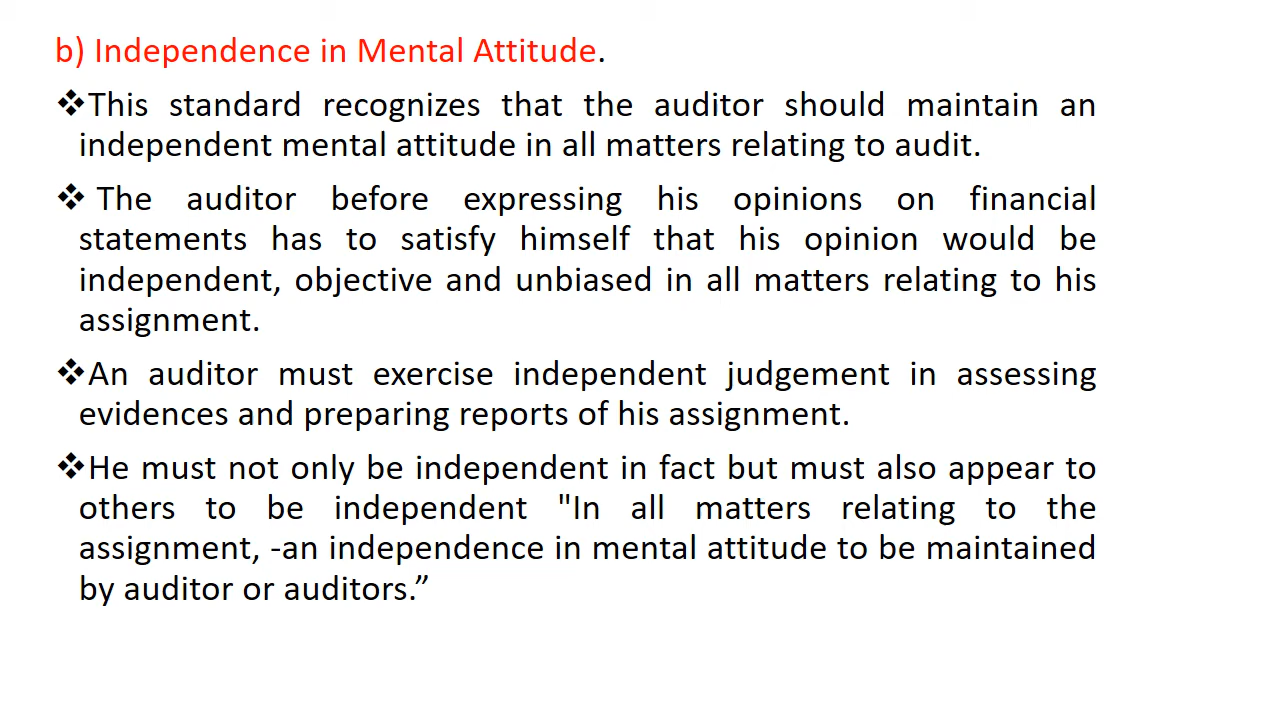 b) Independence in Mental Attitude.
❖This standard recognizes that the auditor should maintain an
independent mental attitude in all matters relating to audit.
❖ The auditor before expressing his opinions on financial
statements has to satisfy himself that his opinion would be
independent, objective and unbiased in all matters relating to his
assignment.
❖An auditor must exercise independent judgement in assessing
evidences and preparing reports of his assignment.
❖He must not only be independent in fact but must also appear to
others to be independent "In all matters relating to the
assignment, -an independence in mental attitude to be maintained
by auditor or auditors.”